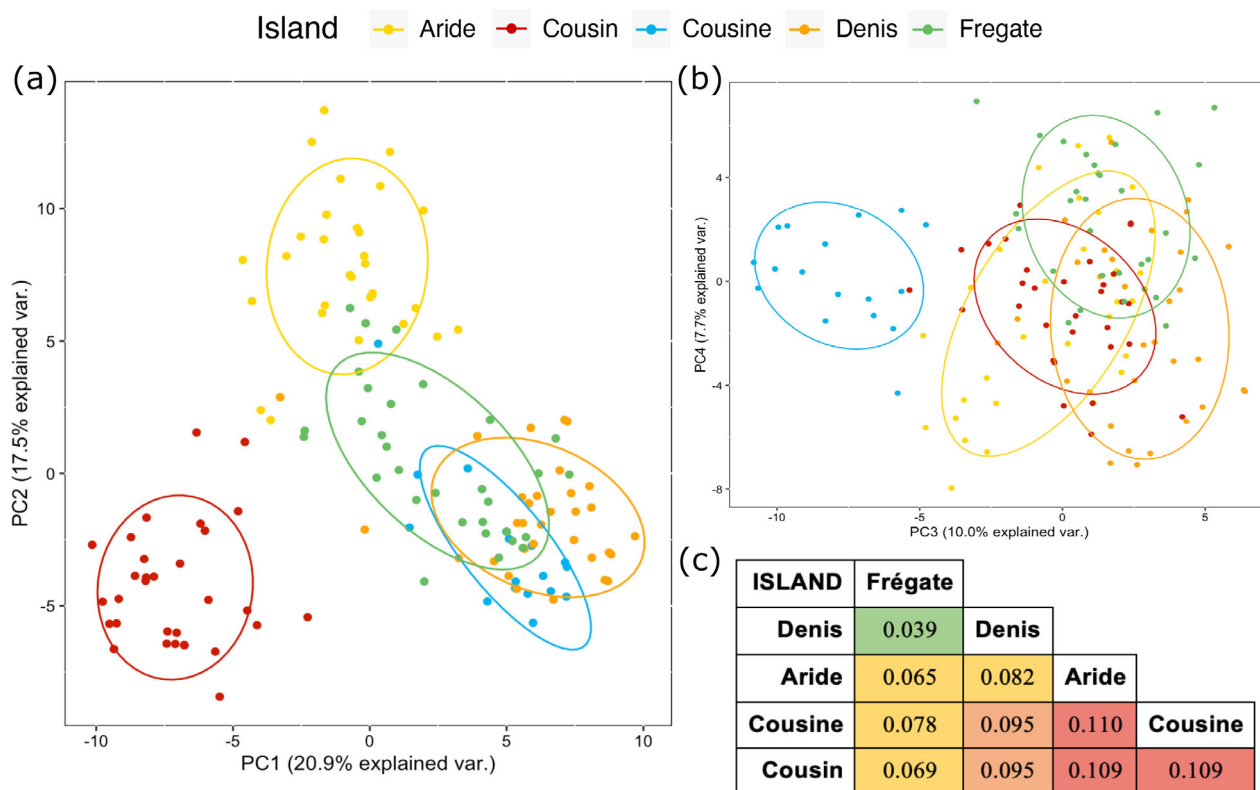 Island Aride Cousin Cousine Denis Fregate
(a)
10
5
0
-5
-10 -5 0 5 10
PC2 (17.5% explained var.)
PC1 (20.9% explained var.)
(b)
4
0
-4
-8
-10 -5 0 5
PC4 (7.7% explained var.)
PC3 (10.0% explained var.)
(c)
ISLAND Frégate
Denis 0.039 Denis
Aride 0.065 0.082 Aride
Cousine 0.078 0.095 0.110 Cousine
Cousin 0.069 0.095 0.109 0.109